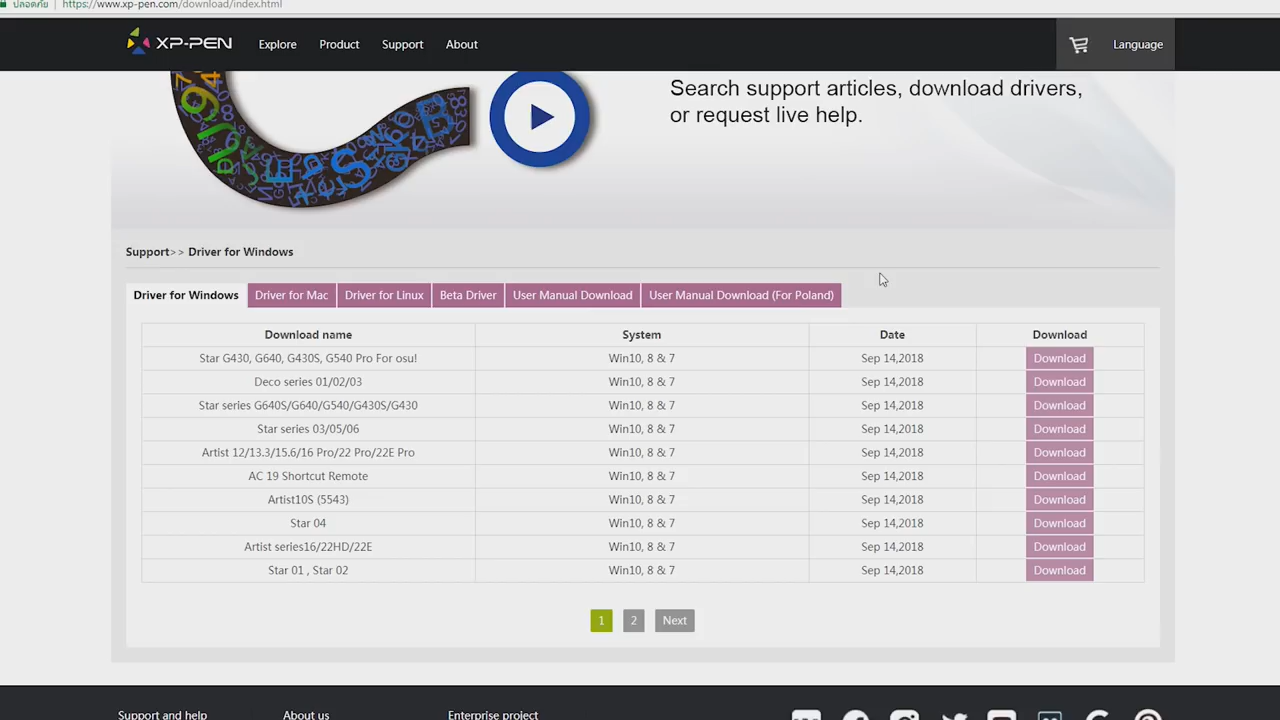 ปลอดภัย https://www.xp-pen.com/download/index.html
XP-PEN Explore Product Support About Language
Search support articles, download drivers,
or request live help.
Support>> Driver for Windows
Driver for Windows Driver for Mac Driver for Linux Beta Driver User Manual Download User Manual Download (For Poland)
Download name System Date Download
Star G430, G640, G430S, G540 Pro For osu! Win10, 8 & 7 Sep 14,2018 Download
Deco series 01/02/03 Win10, 8 & 7 Sep 14,2018 Download
Star series G640S/G640/G540/G430S/G430 Win10, 8 & 7 Sep 14,2018 Download
Star series 03/05/06 Win10, 8 & 7 Sep 14,2018 Download
Artist 12/13.3/15.6/16 Pro/22 Pro/22E Pro Win10, 8 & 7 Sep 14,2018 Download
AC 19 Shortcut Remote Win10, 8 & 7 Sep 14,2018 Download
Artist10S (5543) Win10, 8 & 7 Sep 14,2018 Download
Star 04 Win10, 8 & 7 Sep 14,2018 Download
Artist series16/22HD/22E Win10, 8 & 7 Sep 14,2018 Download
Star 01 , Star 02 Win10, 8 & 7 Sep 14,2018 Download
1 2 Next
Support and help About us Enterprise project